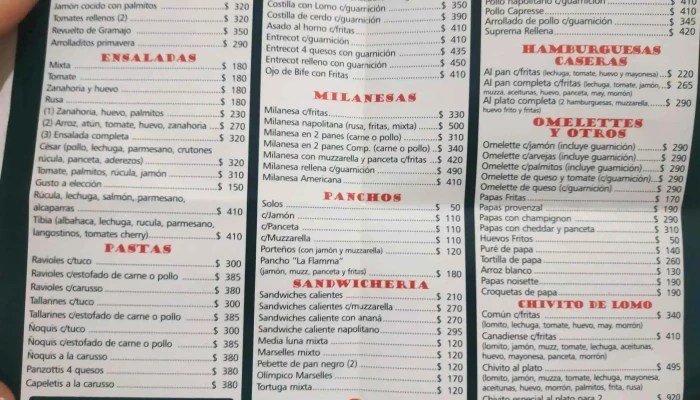 Jamón cocido con palmitos $ 320
Tomates rellenos (2) $ 320
Revuelto de Gramajo $ 350
Arrolladitos primavera $ 290
ENSALADAS
Mixta $ 180
Tomate $ 180
Zanahoria y huevo $ 180
Rusa $ 180
(1) Zanahoria, huevo, palmitos $ 230
(2) Arroz, atún, tomate, huevo, zanahoria $ 270
(3) Ensalada completa $ 320
César (pollo, lechuga, parmesano, crutones
rúcula, panceta, aderezos) $ 320
Tomate, palmitos, rúcula, jamón $ 310
Gusto a elección $ 150
Rúcula, lechuga, salmón, parmesano,
alcaparras $ 410
Tibia (albahaca, lechuga, rucula, parmesano,
langostinos, tomates cherry) $ 410
PASTAS
Ravioles c/tuco $ 300
Ravioles c/estofado de carne o pollo $ 385
Ravioles c/carusso $ 380
Tallarines c/tuco $ 300
Tallarines c/estofado de carne o pollo $ 385
Ñoquis c/tuco $ 300
Ñoquis c/estofado de carne o pollo $ 385
Ñoquis a la carusso $ 380
Panzottis 4 quesos $ 380
Capeletis a la carusso $ 380
Costilla con Lomo c/guarnición $ 350
Costilla de cerdo c/guarnición $ 390
Asado al horno c/fritas $ 410
Entrecot c/guarnición $ 410
Entrecot 4 quesos con guarnición $ 435
Entrecot relleno con guarnición $ 450
Ojo de Bife con Fritas $ 410
MILANESAS
Milanesa c/fritas $ 330
Milanesa napolitana (rusa, fritas, mixta) $ 500
Milanesa en 2 panes (carne o pollo) $ 310
Milanesa en 2 panes Comp. (carne o pollo) $ 340
Milanesa con muzzarella y panceta c/fritas $ 420
Milanesa rellena c/guarnición $ 490
Milanesa Americana $ 410
PANCHOS
Solos $ 50
c/Jamón $ 110
c/Panceta $ 110
c/Muzzarella $ 110
Porteños (con jamón y muzzarella) $ 120
Pancho "La Fiamma"
(jamón, muzz, panceta y fritas) $ 180
SANDWICHERIA
Sandwiches calientes $ 210
Sandwiches calientes c/muzzarella $ 270
Sandwiches caliente con ananá $ 270
Sandwiche caliente napolitano $ 295
Media luna mixta $ 120
Marselles mixto $ 120
Pebette de pan negro (2) $ 120
Olímpico Marselles $ 170
Tortuga mixta $ 120
Pollo napolitano c/guarnición $ 410
Pollo Capresse $ 410
Arrollado de pollo c/guarnición $ 345
Suprema Rellena $ 420
HAMBURGUESAS
CASERAS
Al pan c/fritas (lechuga, tomate, huevo y mayonesa) $ 220
Al pan completa c/fritas (lechuga, tomate, jamón, $ 265
muzza, aceitunas, huevo, panceta, may, morrón)
Al plato completa (2 hamburguesas, muzzarella, $ 290
huevo frito y fritas)
OMELETTES
Y OTROS
Omelette c/jamón (incluye guarnición) $ 290
Omelette c/arvejas (incluye guarnición) $ 290
Omelette c/palmitos (incluye guarnición) $ 290
Omelette de queso y tomate (c/guarnición) $ 290
Omelette de queso (c/guarnición) $ 290
Papas Fritas $ 170
Papas provenzal $ 190
Papas con champignon $ 290
Papas con cheddar y panceta $ 310
Huevos Fritos $ 50
Puré de papa $ 140
Tortilla de papa $ 260
Arroz blanco $ 130
Papas noisette $ 190
Croquetas de papa $ 190
CHIVITO DE LOMO
Común c/fritas $ 340
(lomito, lechuga, tomate, huevo, may, morrón)
Canadiense c/fritas $ 410
(lomito, jamón, muzz, tomate, lechuga, aceitunas,
huevo, mayonesa, panceta, morrón)
Chivito al plato $ 495
(lomito, jamón, muzza, tomate, lechuga, mayonesa,
aceitunas, huevo, morrón, palmitos, frita, rusa)
Chivito especial al plato para 2 $ 920